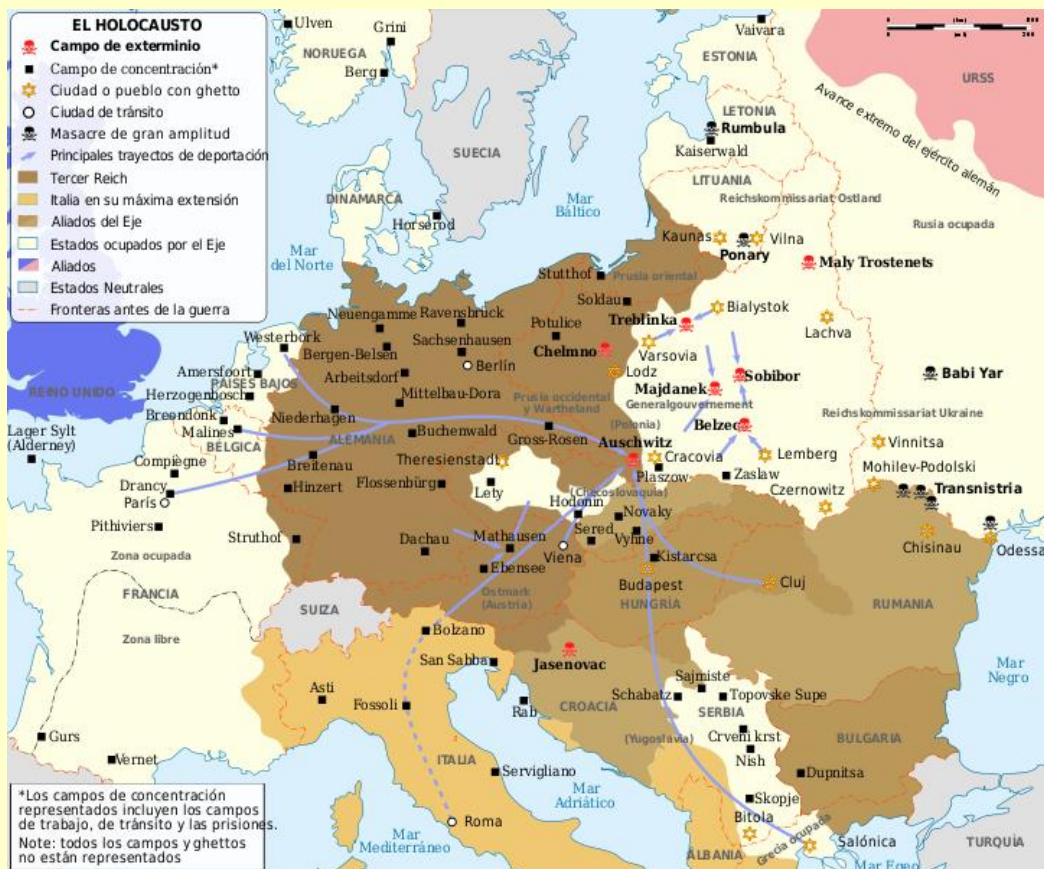 EL HOLOCAUSTO
Campo de exterminio
Campo de concentración*
Ciudad o pueblo con ghetto
Ciudad de tránsito
Masacre de gran amplitud
Principales trayectos de deportación
Tercer Reich
Italia en su máxima extensión
Aliados del Eje
Estados ocupados por el Eje
Aliados
Estados Neutrales
Fronteras antes de la guerra
Ulven
Grini
NORUEGA
Berg
SUECIA
Vaivara
ESTONIA
URSS
LETONIA
Avance extremo del ejército alemán
Rumbula
Kaiserwald
LITUANIA
Reichskommissariat Ostland
DINAMARCA
Horserod
Mar
Báltico
Mar
del Norte
Kaunas
Vilna
Ponary
Rusia ocupada
Maly Trostenets
Stutthof
Prusia oriental
Soldau
Bialystok
Treblinka
Lachva
Neuengamme
Ravensbrück
Potulice
Westerbork
Bergen-Belsen
Sachsenhausen
Chelmno
Varsovia
Amersfoort
Arbeitsdorf
Berlín
Lodz
Sobibor
Babi Yar
REINO UNIDO
PAISES BAJOS
Herzogenbosch
Mittelbau-Dora
Prusia occidental
y Wartheland
Majdanek
Generalgouvernement
Breendonk
Niederhagen
(Polonia)
Belzec
Reichskommissariat Ukraine
Lager Sylt
(Alderney)
Malines
BÉLGICA
ALEMANIA
Buchenwald
Gross-Rosen
Auschwitz
Vinnitsa
Compiègne
Breitenau
Theresienstadt
Cracovia
Lemberg
Mohilev-Podolski
Drancy
París
Hinzert
Flossenbürg
Lety
Plaszow
Zaslaw
Czernowitz
Transnistria
(Checoslovaquia)
Hodonin
Novaky
Pithiviers
Struthof
Dachau
Mathausen
Sered
Vyhne
Chisinau
Odessa
Zona ocupada
Viena
Kistarcsa
Ebensee
Budapest
Cluj
FRANCIA
SUIZA
Ostmark
(Austria)
HUNGRÍA
RUMANIA
Zona libre
Bolzano
San Sabba
Jasenovac
Mar
Negro
Asti
Fossoli
Rab
CROACIA
Schabatz
Sajmiste
Topovske Supe
SERBIA
Gurs
(Yugoslavia)
Crveni krst
Nish
BULGARIA
Vernet
ITALIA
Servigliano
Dupnitsa
Mar
Adriático
Skopje
Bitola
*Los campos de concentración
representados incluyen los campos
de trabajo, de tránsito y las prisiones.
Note: todos los campos y ghettos
no están representados
Roma
Mar
Mediterráneo
ALBANIA
Grecia ocupada
Salónica
TURQUÍA
Mar Egeo